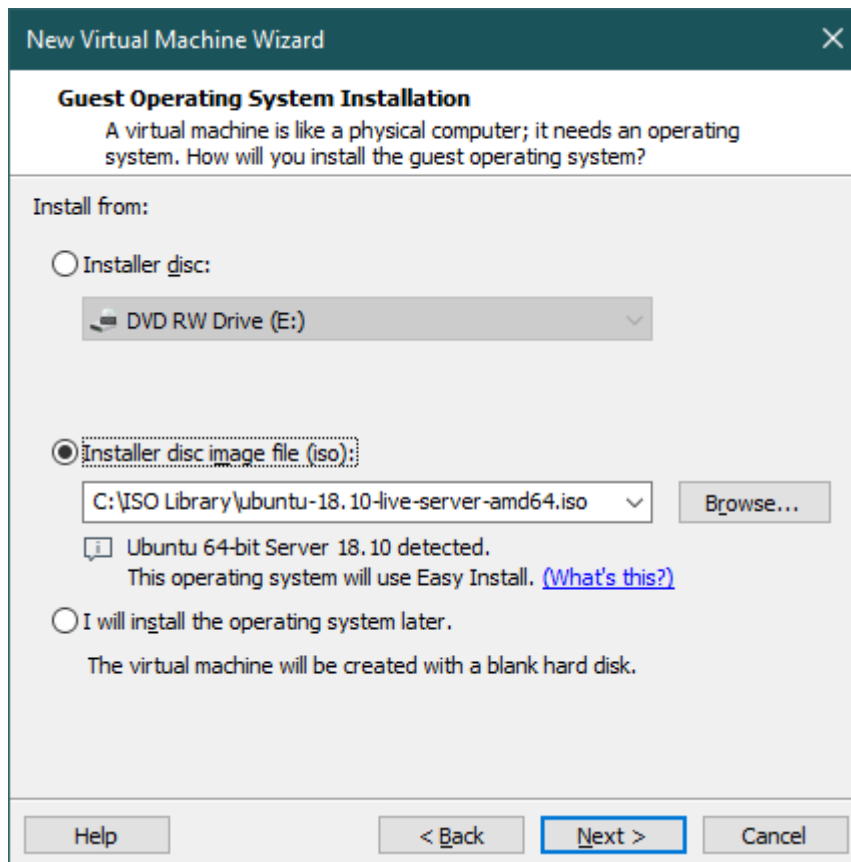 New Virtual Machine Wizard
Guest Operating System Installation
A virtual machine is like a physical computer; it needs an operating
system. How will you install the guest operating system?
Install from:
Installer disc:
DVD RW Drive (E:)
Installer disc image file (iso):
C:\ISO Library\ubuntu-18.10-live-server-amd64.iso
Browse...
Ubuntu 64-bit Server 18.10 detected.
This operating system will use Easy Install. (What's this?)
I will install the operating system later.
The virtual machine will be created with a blank hard disk.
Help < Back Next > Cancel